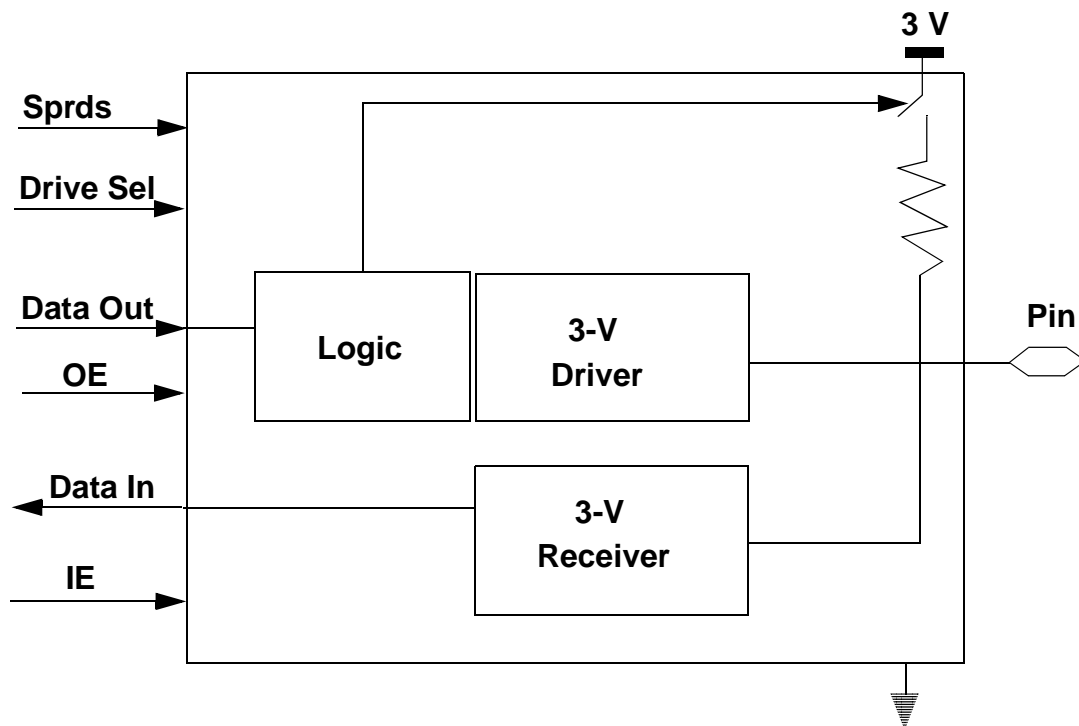 3 V
Sprds
Drive Sel
Data Out
Logic
3-V
Driver
Pin
OE
Data In
3-V
Receiver
IE